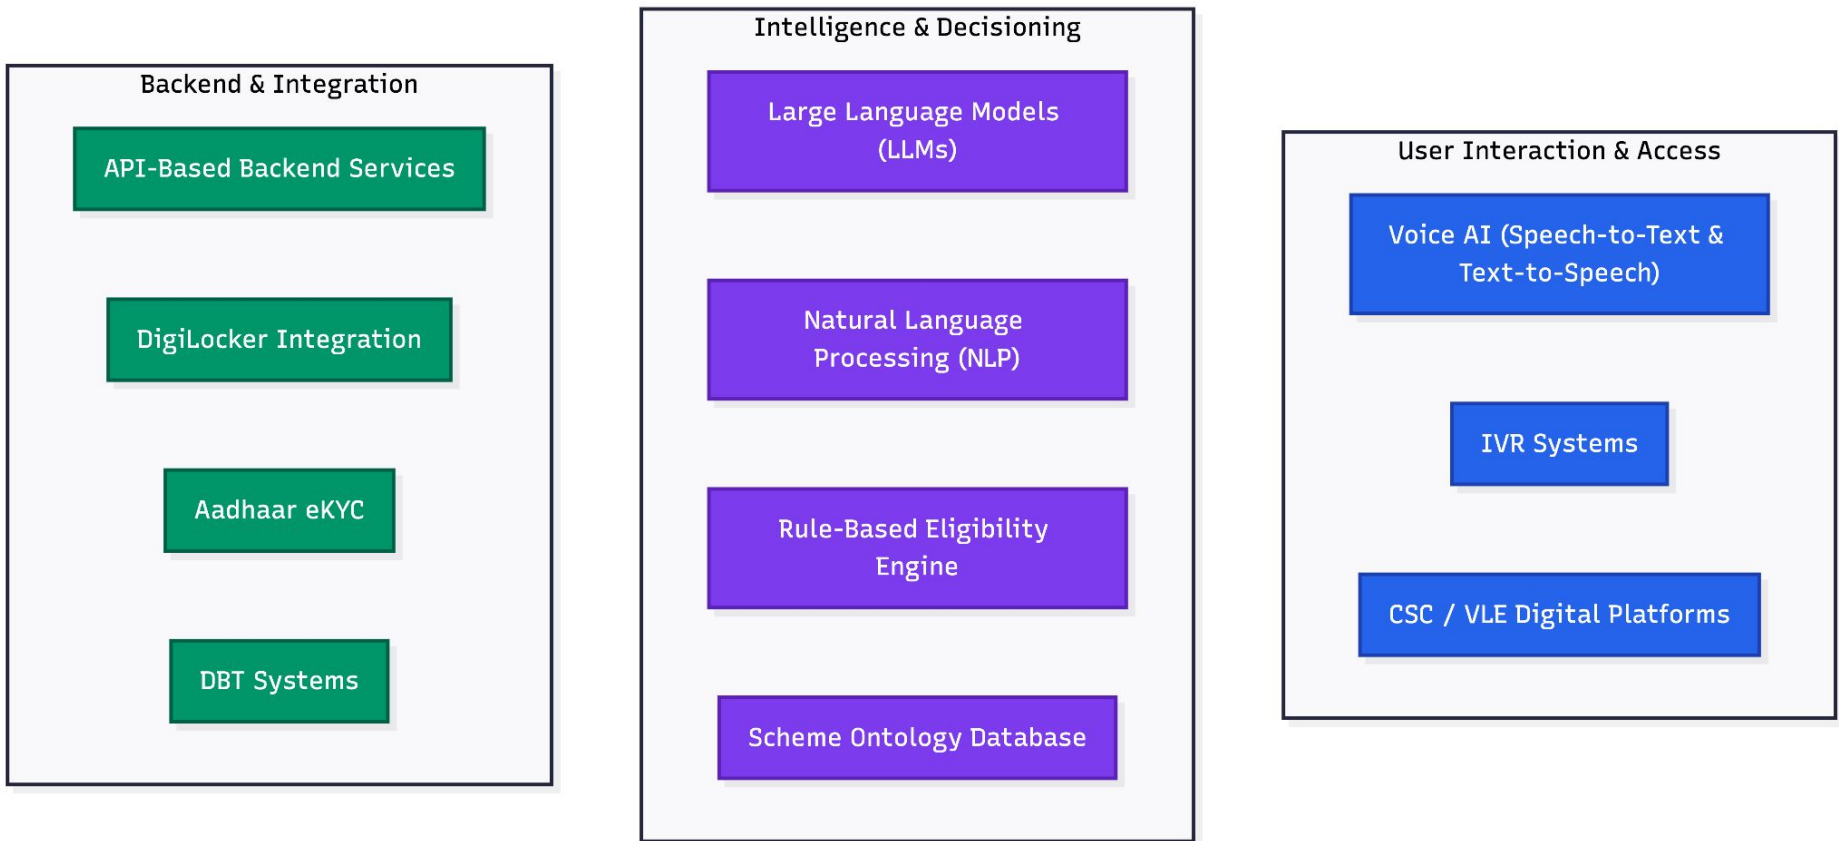 Backend & Integration
API-Based Backend Services
DigiLocker Integration
Aadhaar eKYC
DBT Systems
Intelligence & Decisioning
Large Language Models
(LLMs)
Natural Language
Processing (NLP)
Rule-Based Eligibility
Engine
Scheme Ontology Database
User Interaction & Access
Voice AI (Speech-to-Text &
Text-to-Speech)
IVR Systems
CSC / VLE Digital Platforms